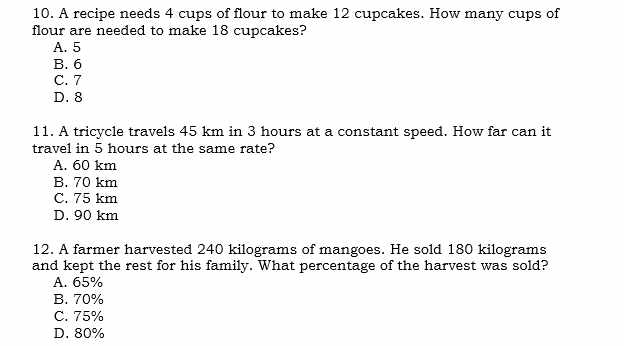 10. A recipe needs 4 cups of flour to make 12 cupcakes. How many cups of
flour are needed to make 18 cupcakes?
A. 5
B. 6
C. 7
D. 8
11. A tricycle travels 45 km in 3 hours at a constant speed. How far can it
travel in 5 hours at the same rate?
A. 60 km
B. 70 km
C. 75 km
D. 90 km
12. A farmer harvested 240 kilograms of mangoes. He sold 180 kilograms
and kept the rest for his family. What percentage of the harvest was sold?
A. 65%
B. 70%
C. 75%
D. 80%